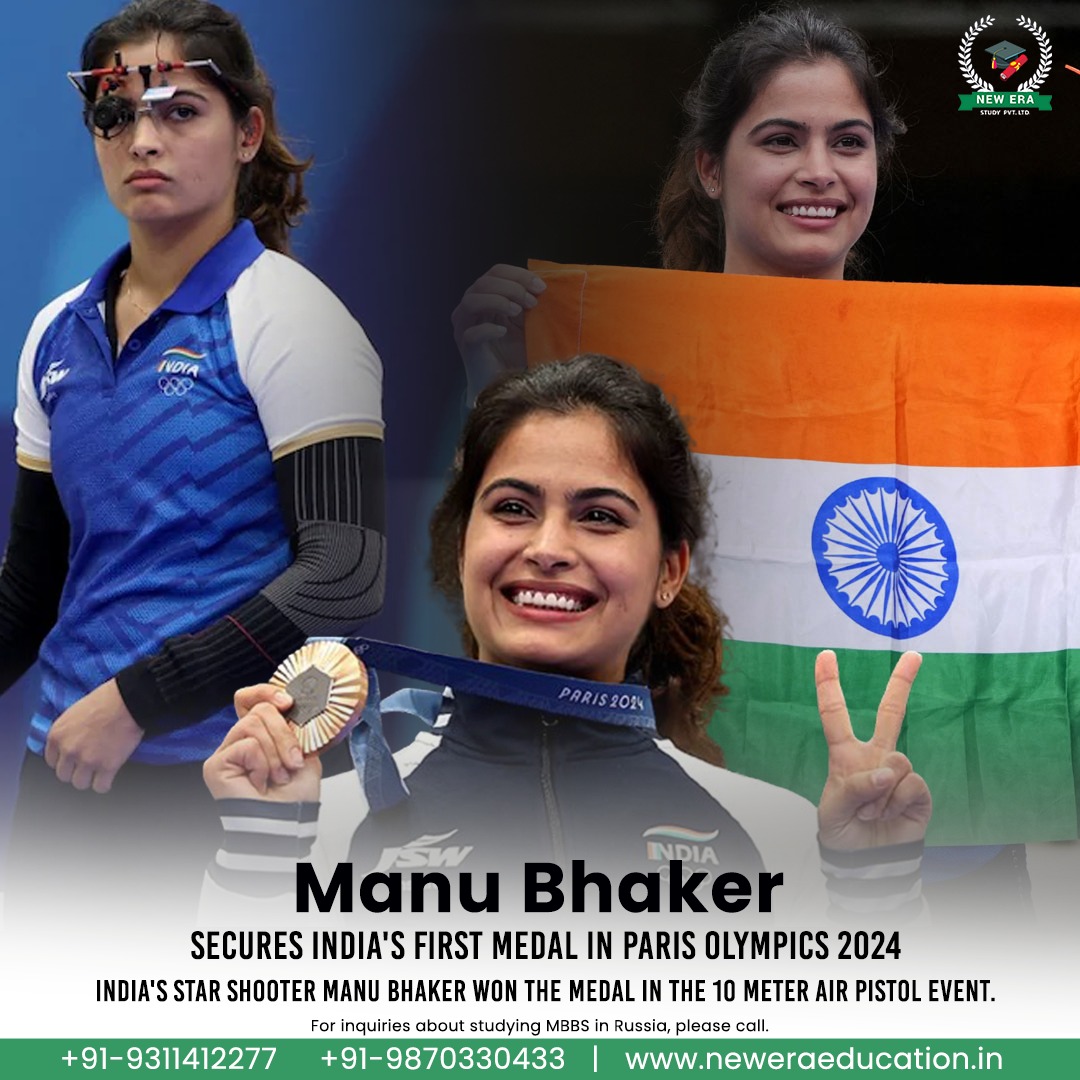 NEW ERA
STUDY PVT. LTD.
INDIA
JSW
PARIS 2024
JSW
INDIA
Manu Bhaker
SECURES INDIA'S FIRST MEDAL IN PARIS OLYMPICS 2024
INDIA'S STAR SHOOTER MANU BHAKER WON THE MEDAL IN THE 10 METER AIR PISTOL EVENT.
For inquiries about studying MBBS in Russia, please call.
+91-9311412277 +91-9870330433 | www.neweraeducation.in